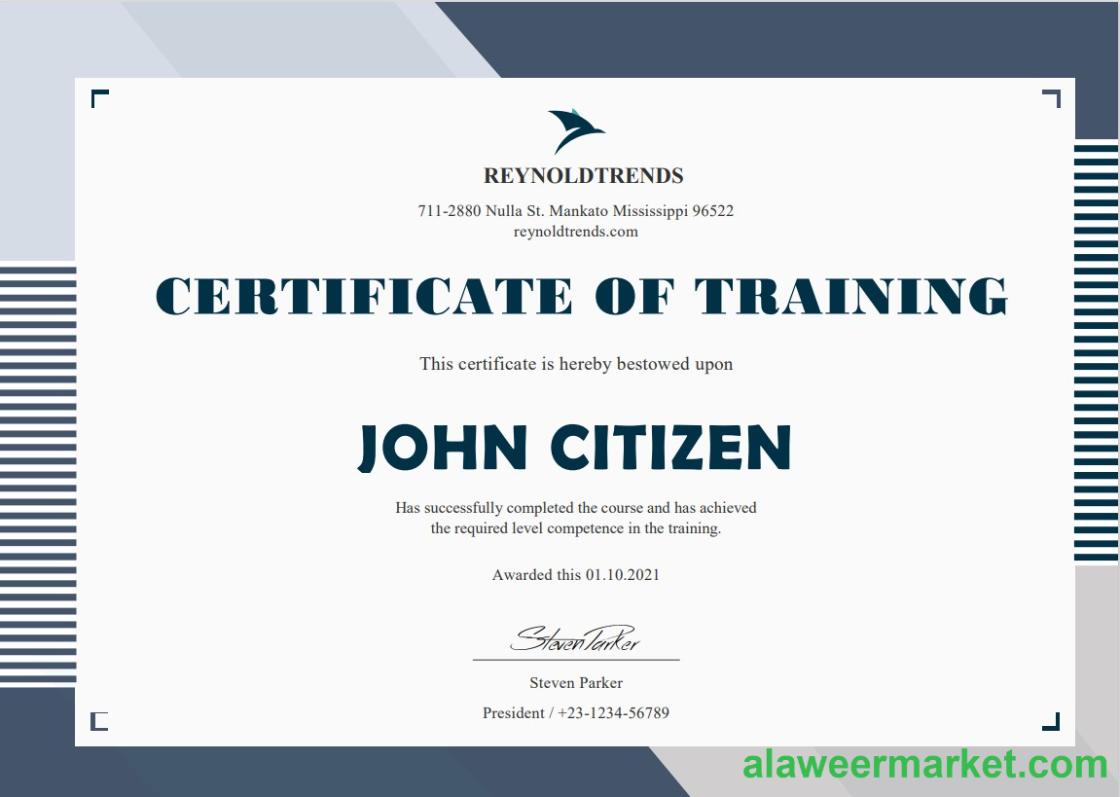 REYNOLDTRENDS
711-2880 Nulla St. Mankato Mississippi 96522
reynoldtrends.com
CERTIFICATE OF TRAINING
This certificate is hereby bestowed upon
JOHN CITIZEN
Has successfully completed the course and has achieved
the required level competence in the training.
Awarded this 01.10.2021
Steven Parker
Steven Parker
President / +23-1234-56789
alaweermarket.com